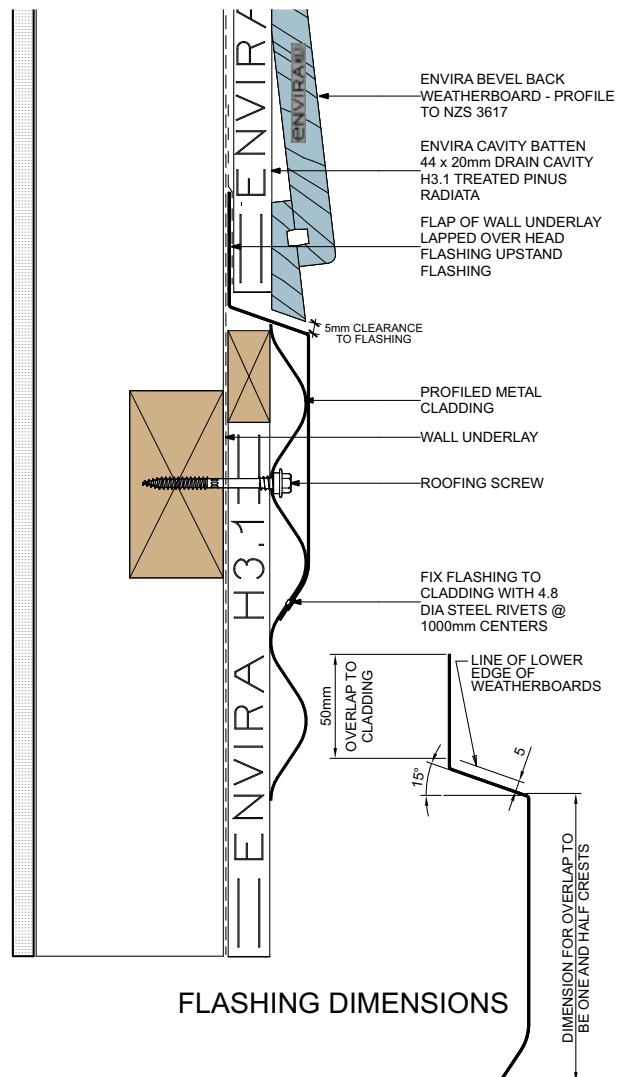 ENVIRA
ENVIRA
ENVIRA BEVEL BACK
WEATHERBOARD - PROFILE
TO NZS 3617
ENVIRA CAVITY BATTEN
44 x 20mm DRAIN CAVITY
H3.1 TREATED PINUS
RADIATA
FLAP OF WALL UNDERLAY
LAPPED OVER HEAD
FLASHING UPSTAND
FLASHING
5mm CLEARANCE
TO FLASHING
PROFILED METAL
CLADDING
WALL UNDERLAY
ROOFING SCREW
ENVIRA H3.1
FIX FLASHING TO
CLADDING WITH 4.8
DIA STEEL RIVETS @
1000mm CENTERS
LINE OF LOWER
EDGE OF
WEATHERBOARDS
50mm
OVERLAP TO
CLADDING
15°
5
DIMENSION FOR OVERLAP TO
BE ONE AND HALF CRESTS
FLASHING DIMENSIONS